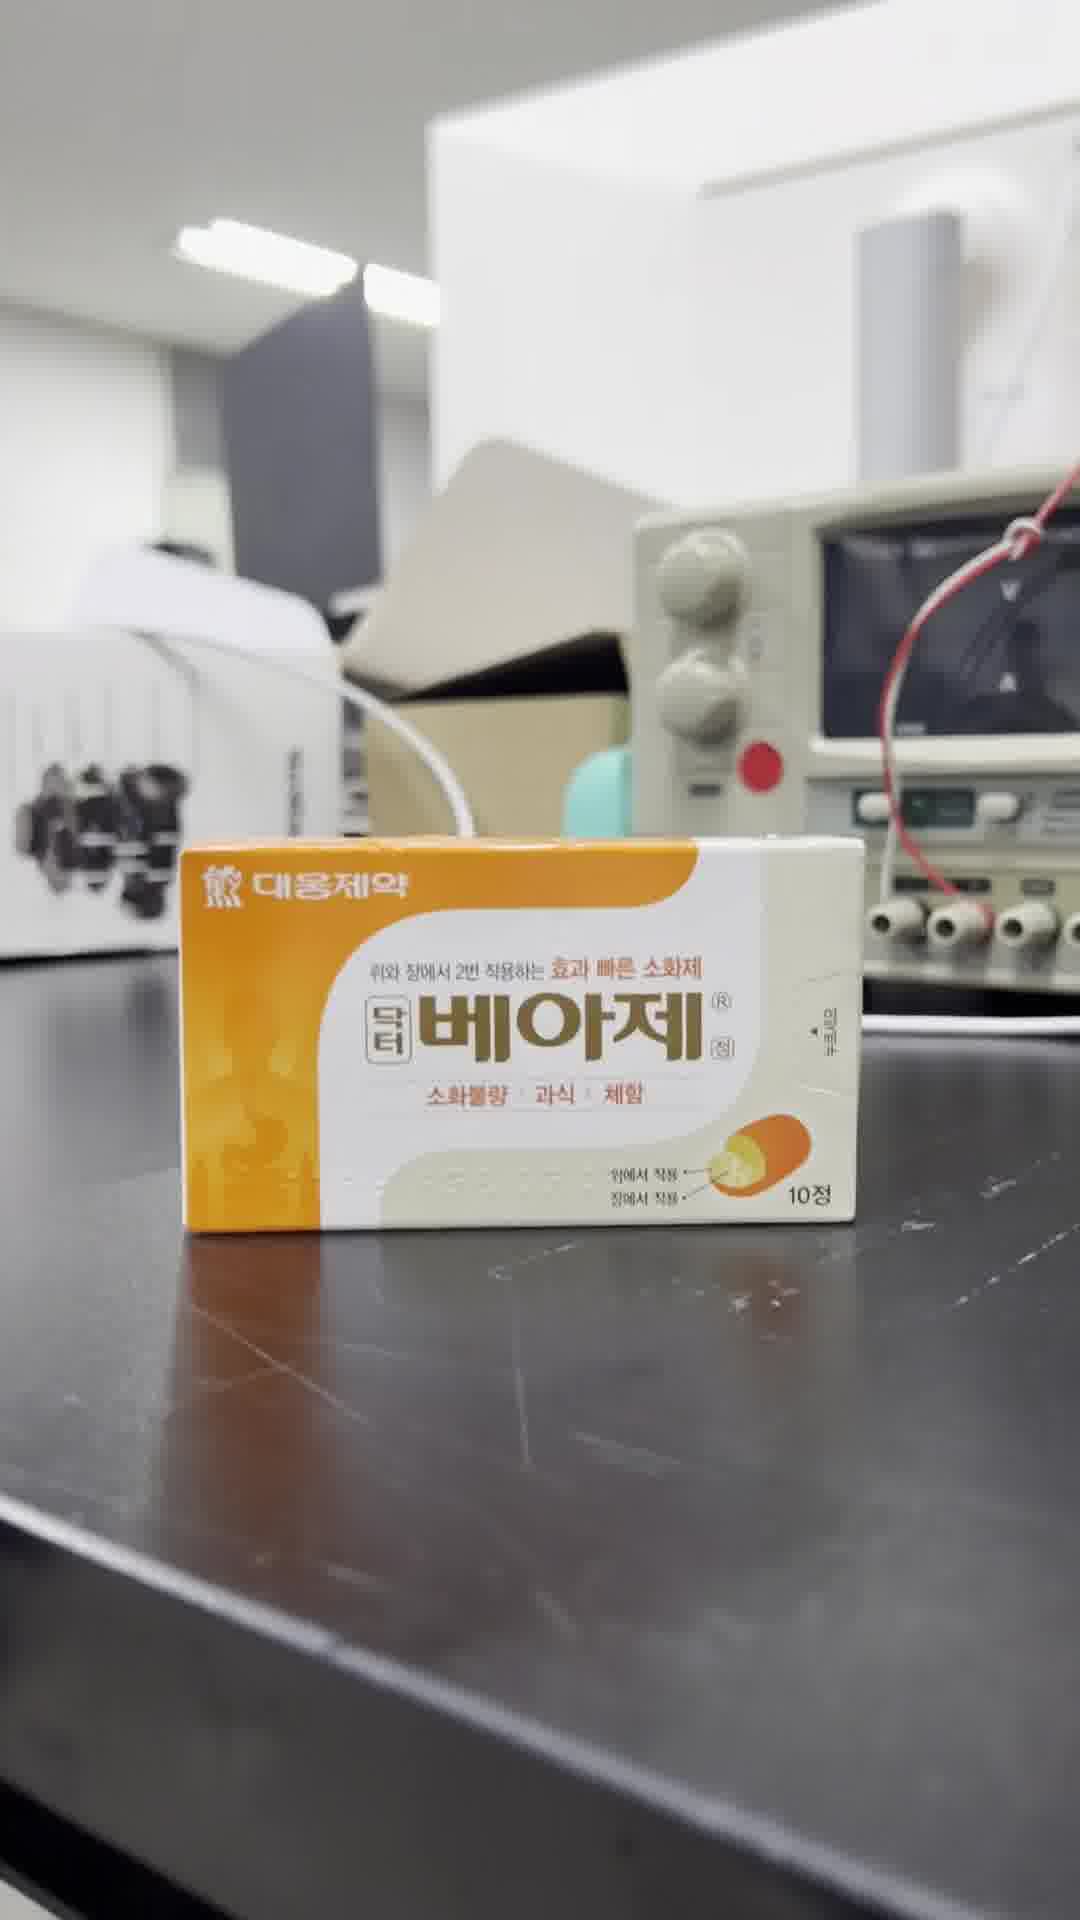 대웅제약
위와 장에서 2번 작용하는 효과 빠른 소화제
닥터 베아제® 정
소화불량 · 과식 · 체함
위에서 작용
장에서 작용
10정
V
A